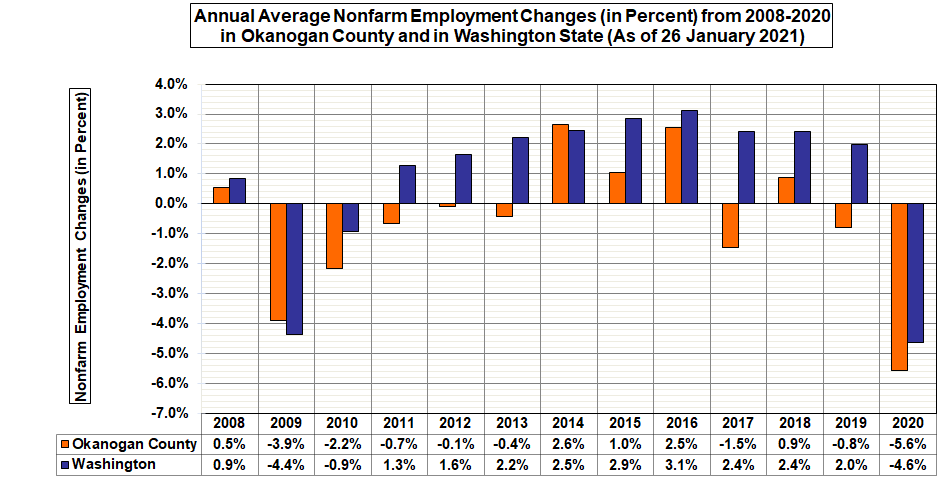 Annual Average Nonfarm Employment Changes (in Percent) from 2008-2020
in Okanogan County and in Washington State (As of 26 January 2021)
Nonfarm Employment Changes (in Percent)
4.0%
3.0%
2.0%
1.0%
0.0%
-1.0%
-2.0%
-3.0%
-4.0%
-5.0%
-6.0%
-7.0%
2008 2009 2010 2011 2012 2013 2014 2015 2016 2017 2018 2019 2020
Okanogan County 0.5% -3.9% -2.2% -0.7% -0.1% -0.4% 2.6% 1.0% 2.5% -1.5% 0.9% -0.8% -5.6%
Washington 0.9% -4.4% -0.9% 1.3% 1.6% 2.2% 2.5% 2.9% 3.1% 2.4% 2.4% 2.0% -4.6%